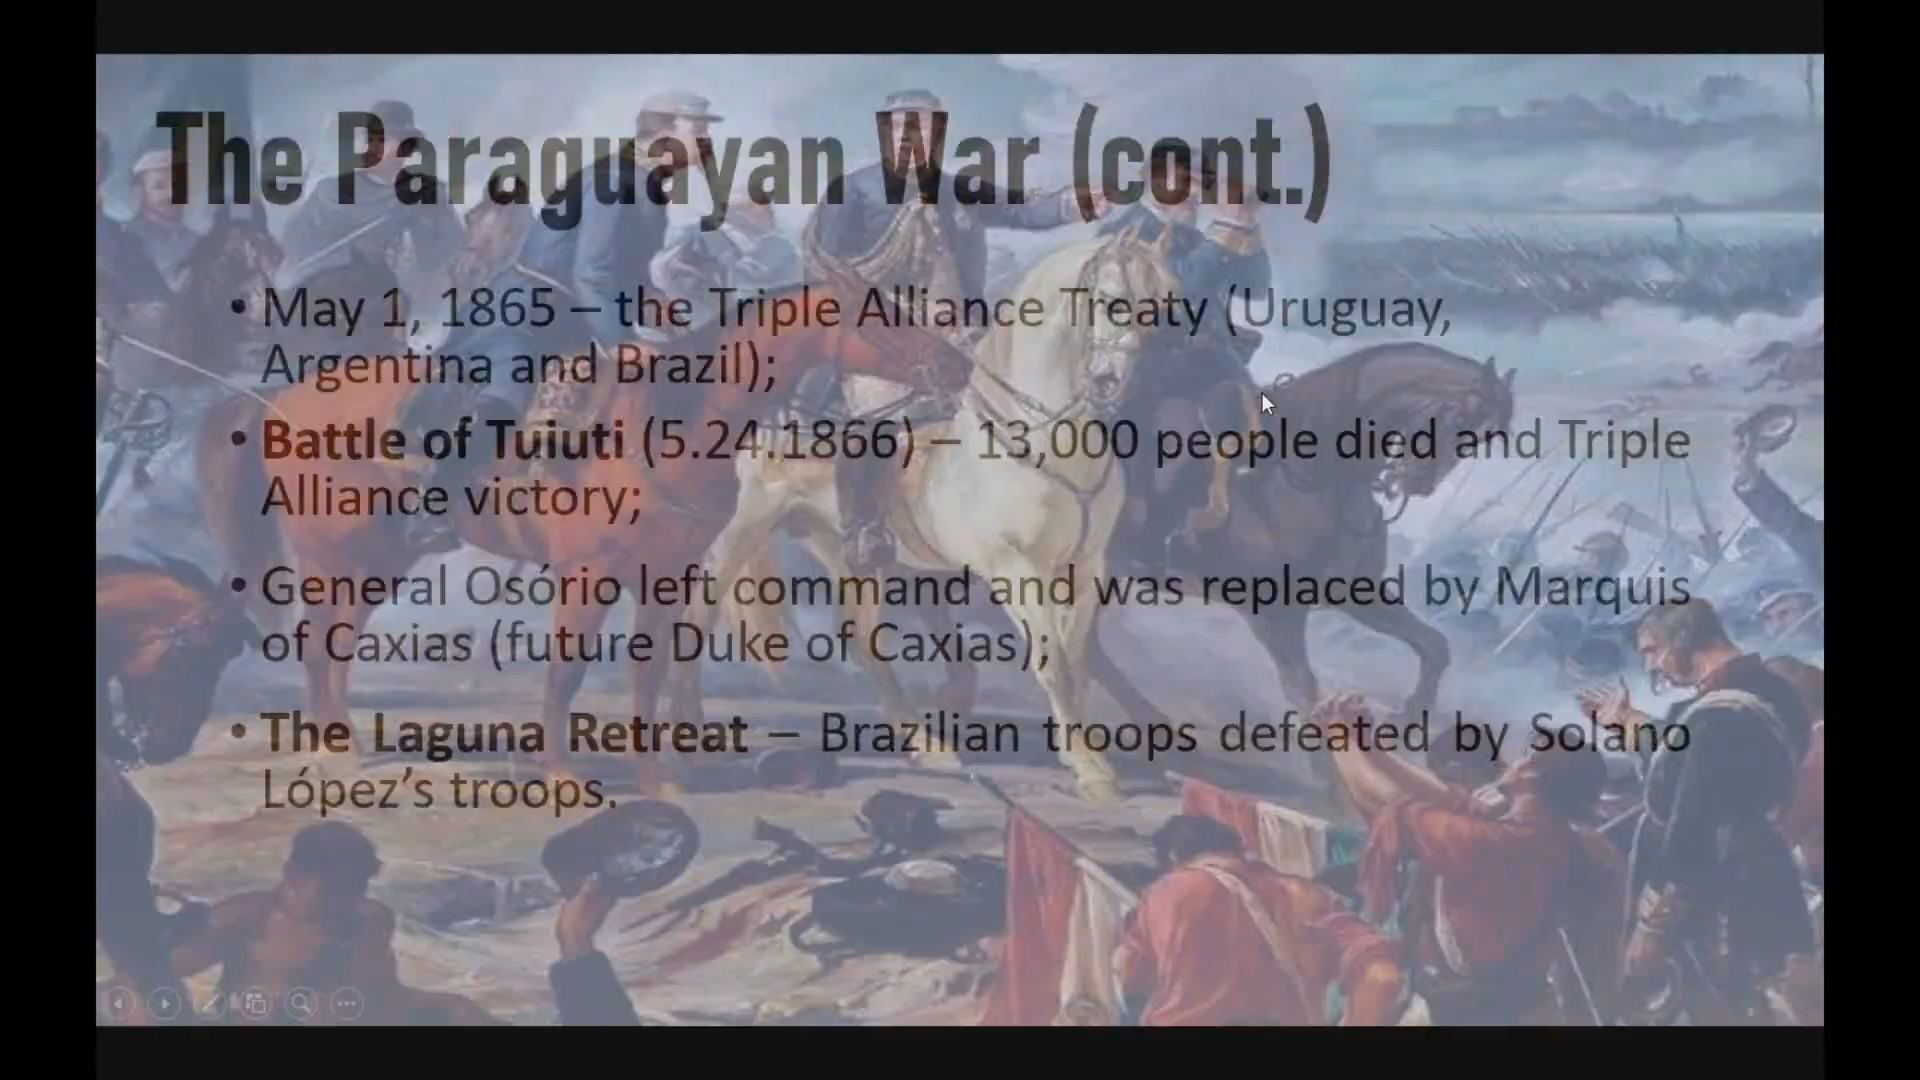 The Paraguayan War (cont.)
• May 1, 1865 – the Triple Alliance Treaty (Uruguay,
Argentina and Brazil);
• Battle of Tuiuti (5.24.1866) – 13,000 people died and Triple
Alliance victory;
• General Osório left command and was replaced by Marquis
of Caxias (future Duke of Caxias);
• The Laguna Retreat – Brazilian troops defeated by Solano
López’s troops.